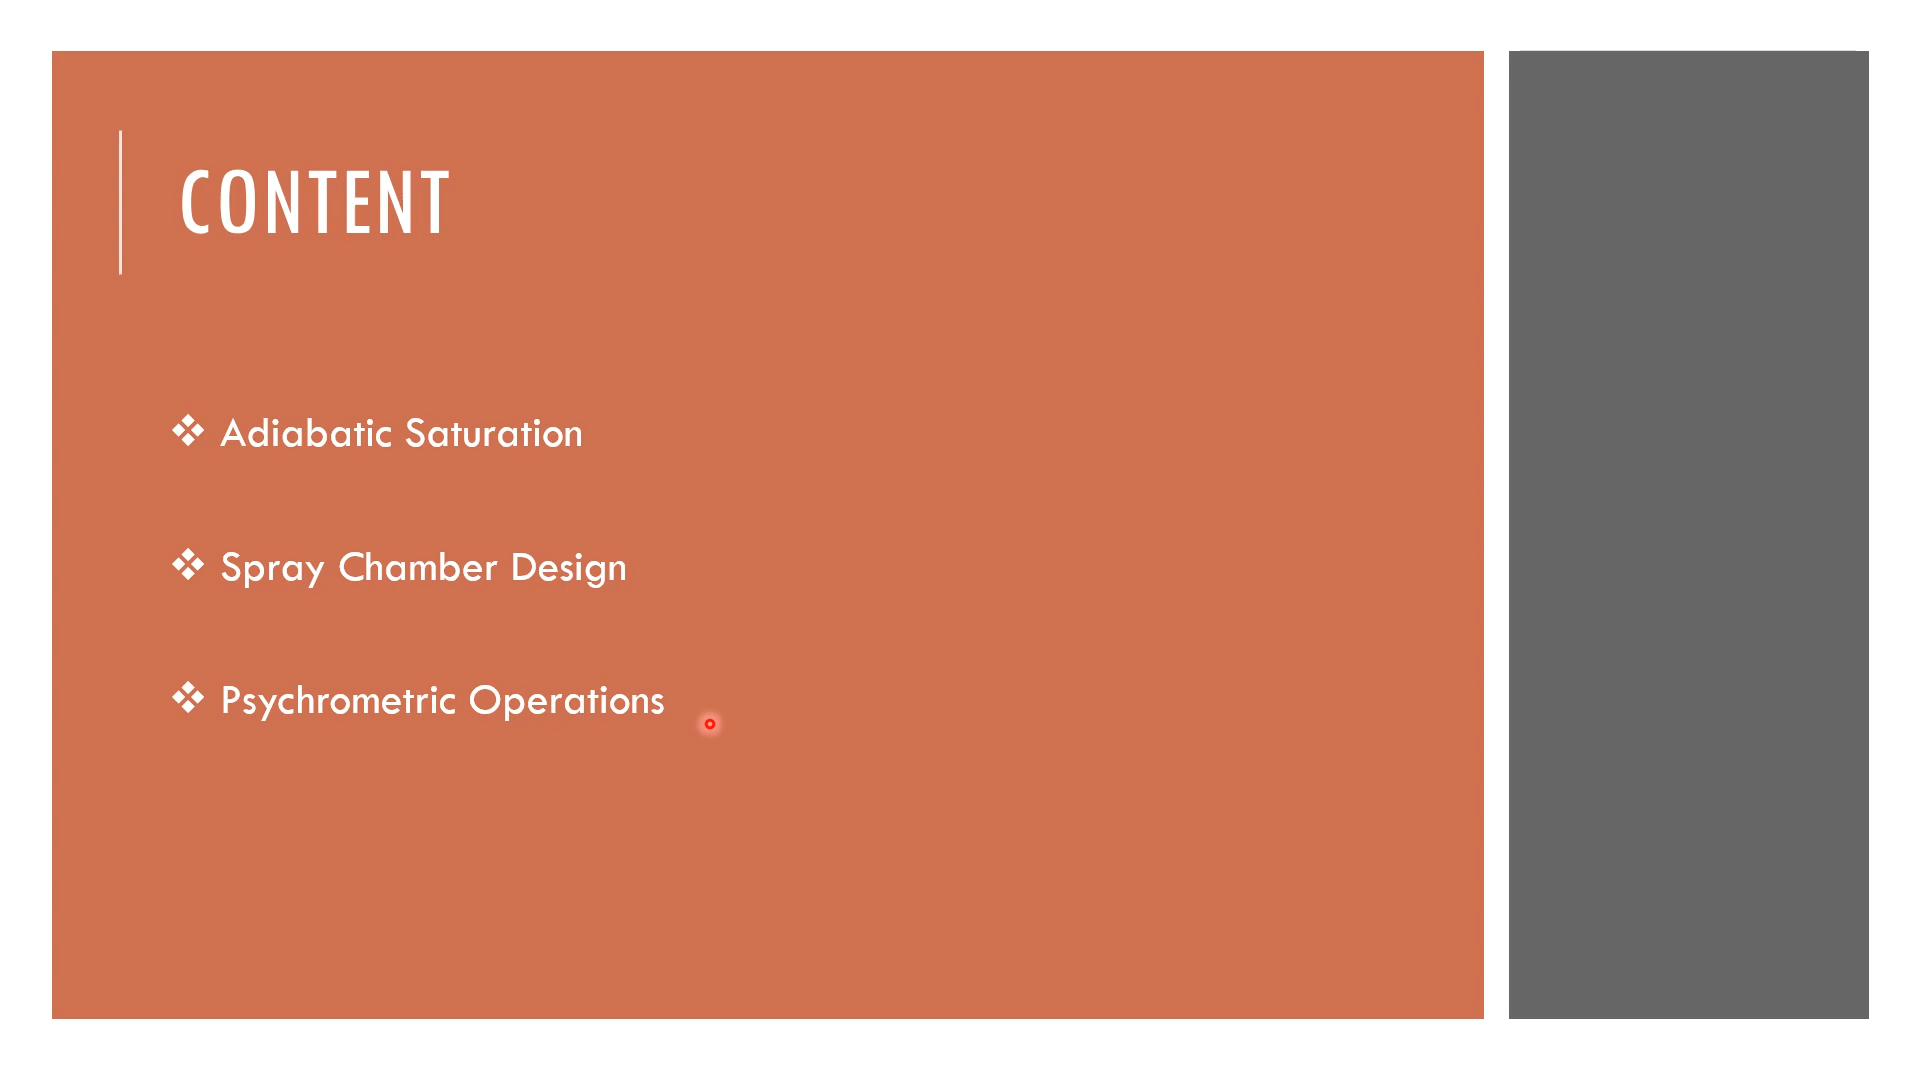 CONTENT
❖ Adiabatic Saturation
❖ Spray Chamber Design
❖ Psychrometric Operations